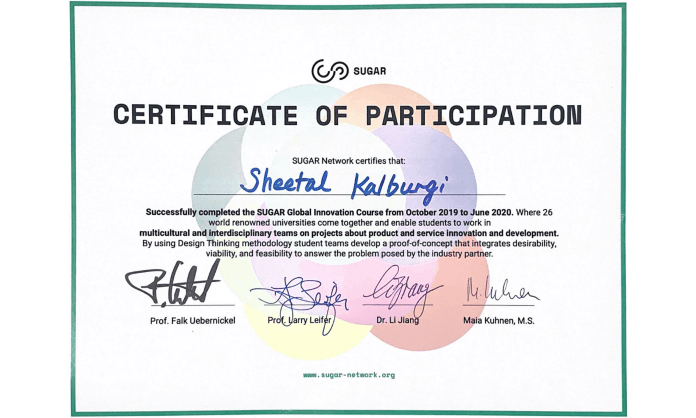 SUGAR
CERTIFICATE OF PARTICIPATION
SUGAR Network certifies that:
Sheetal Kalburgi
Successfully completed the SUGAR Global Innovation Course from October 2019 to June 2020. Where 26
world renowned universities come together and enable students to work in
multicultural and interdisciplinary teams on projects about product and service innovation and development.
By using Design Thinking methodology student teams develop a proof-of-concept that integrates desirability,
viability, and feasibility to answer the problem posed by the industry partner.
Prof. Falk Uebernickel Prof. Larry Leifer Dr. Li Jiang Maia Kuhnen, M.S.
www.sugar-network.org